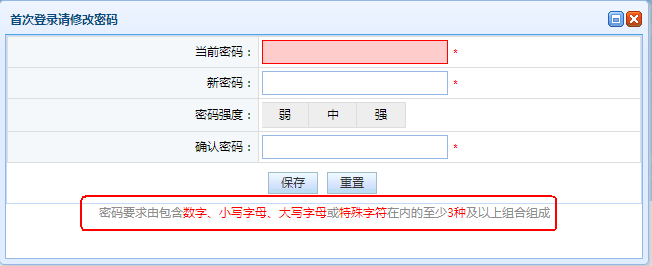 首次登录请修改密码
当前密码： *
新密码： *
密码强度： 弱 中 强
确认密码： *
保存 重置
密码要求由包含数字、小写字母、大写字母或特殊字符在内的至少3种及以上组合组成